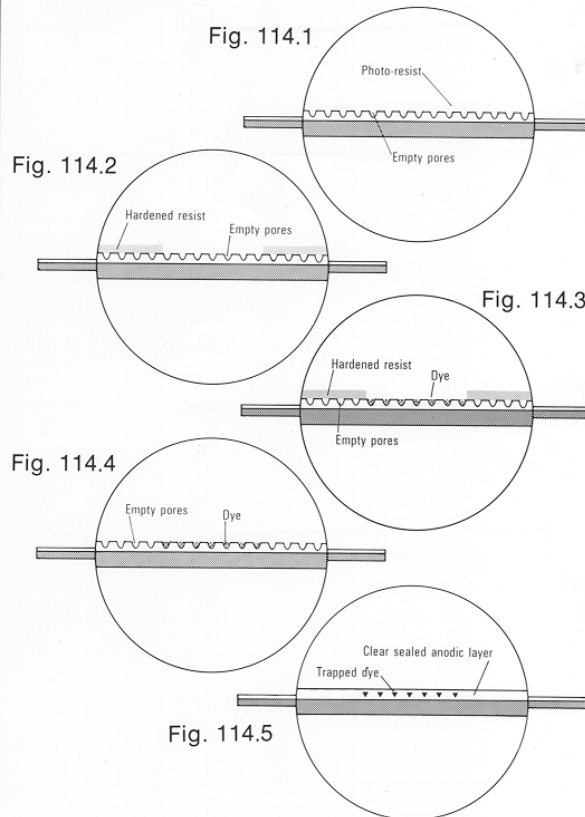 Fig. 114.1
Photo-resist
Empty pores
Fig. 114.2
Hardened resist
Empty pores
Fig. 114.3
Hardened resist
Dye
Empty pores
Fig. 114.4
Empty pores
Dye
Clear sealed anodic layer
Trapped dye
Fig. 114.5